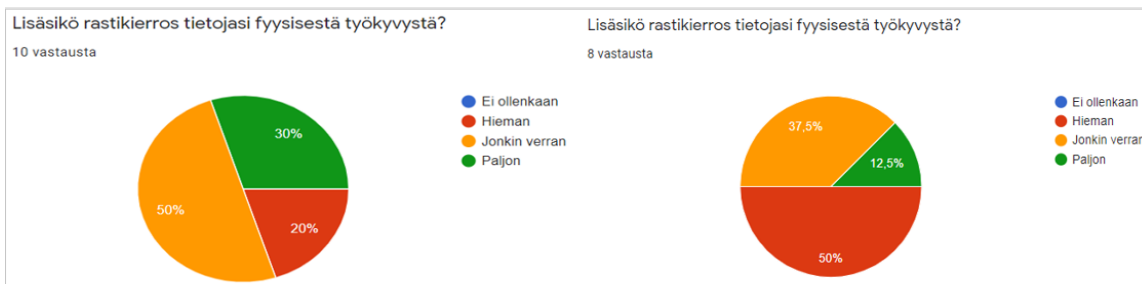 Lisäsikö rastikierros tietojasi fyysisestä työkyvystä?
10 vastausta
Ei ollenkaan
Hieman
Jonkin verran
Paljon
30%
50%
20%
Lisäsikö rastikierros tietojasi fyysisestä työkyvystä?
8 vastausta
Ei ollenkaan
Hieman
Jonkin verran
Paljon
37,5%
12,5%
50%